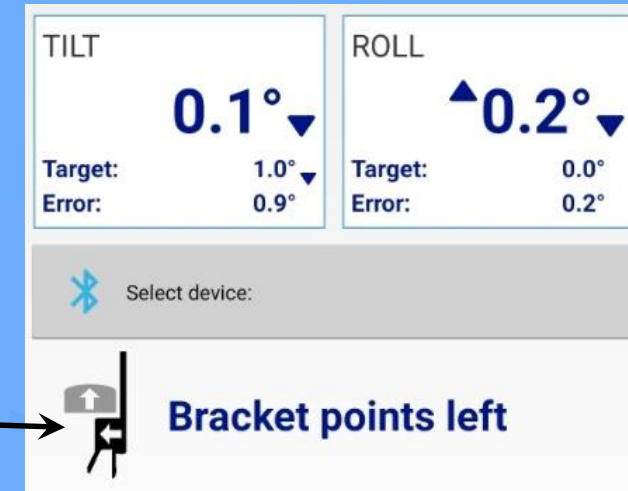 TILT
0.1°
Target: 1.0°
Error: 0.9°
ROLL
0.2°
Target: 0.0°
Error: 0.2°
Select device:
Bracket points left